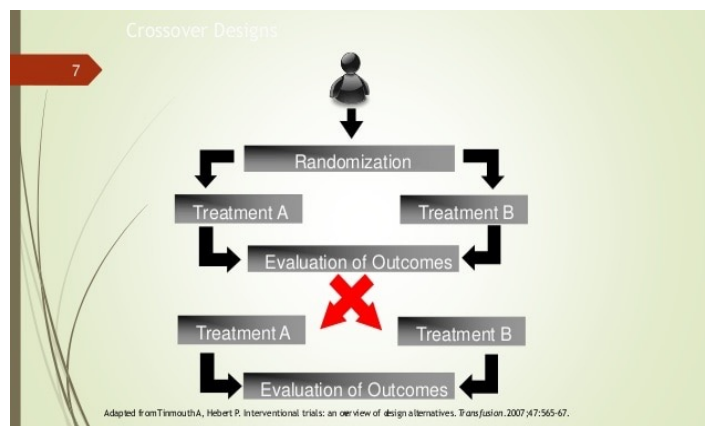 Crossover Designs
7
Randomization
Treatment A
Treatment B
Evaluation of Outcomes
Treatment A
Treatment B
Evaluation of Outcomes
Adapted from Tinmouth A, Hebert P. Interventional trials: an overview of design alternatives. Transfusion.2007;47:565-67.